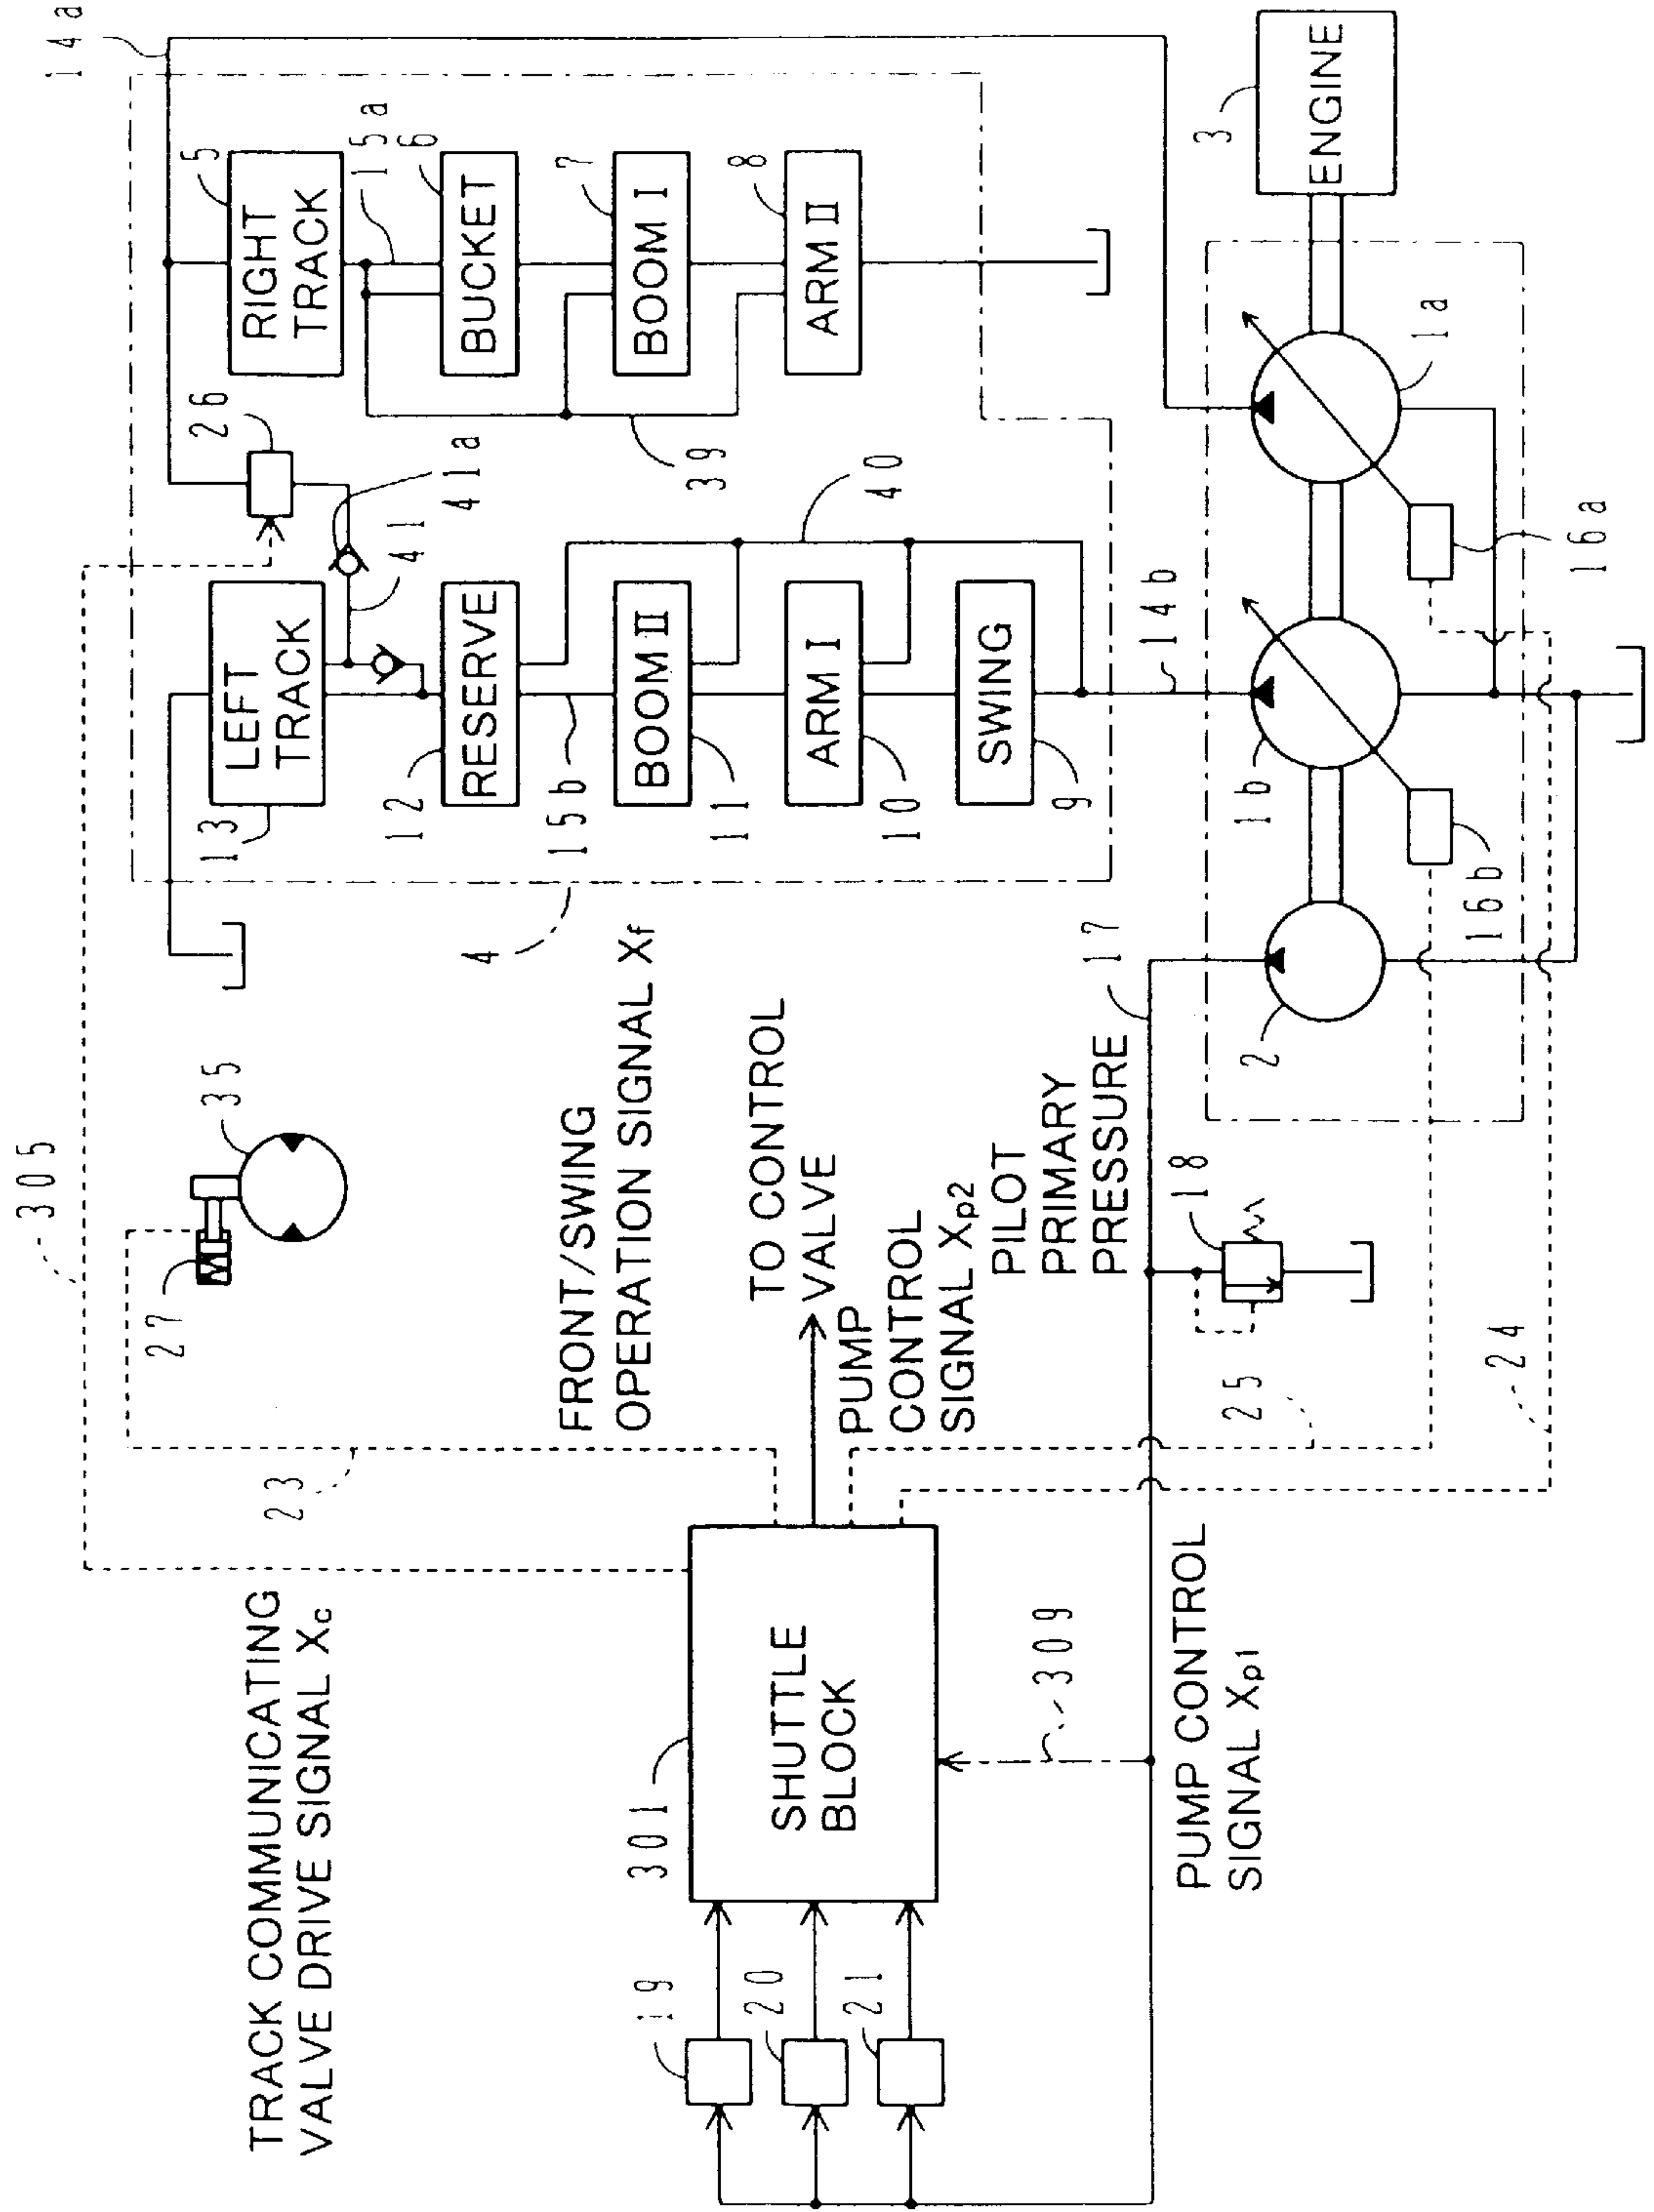 TRACK COMMUNICATING
VALVE DRIVE SIGNAL Xc
305
23
27
35
FRONT/SWING
OPERATION SIGNAL Xf
TO CONTROL
VALVE
PUMP
CONTROL
SIGNAL Xp2
PILOT
PRIMARY
PRESSURE
301
SHUTTLE
BLOCK
19
20
21
309
PUMP CONTROL
SIGNAL Xp1
25
24
18
17
4
13
LEFT
TRACK
12
RESERVE
15b
11
BOOM II
10
ARM I
9
SWING
40
41
41a
26
14a
5
RIGHT
TRACK
15a
6
BUCKET
7
BOOM I
8
ARM II
39
14b
2
1b
1a
16b
16a
3
ENGINE